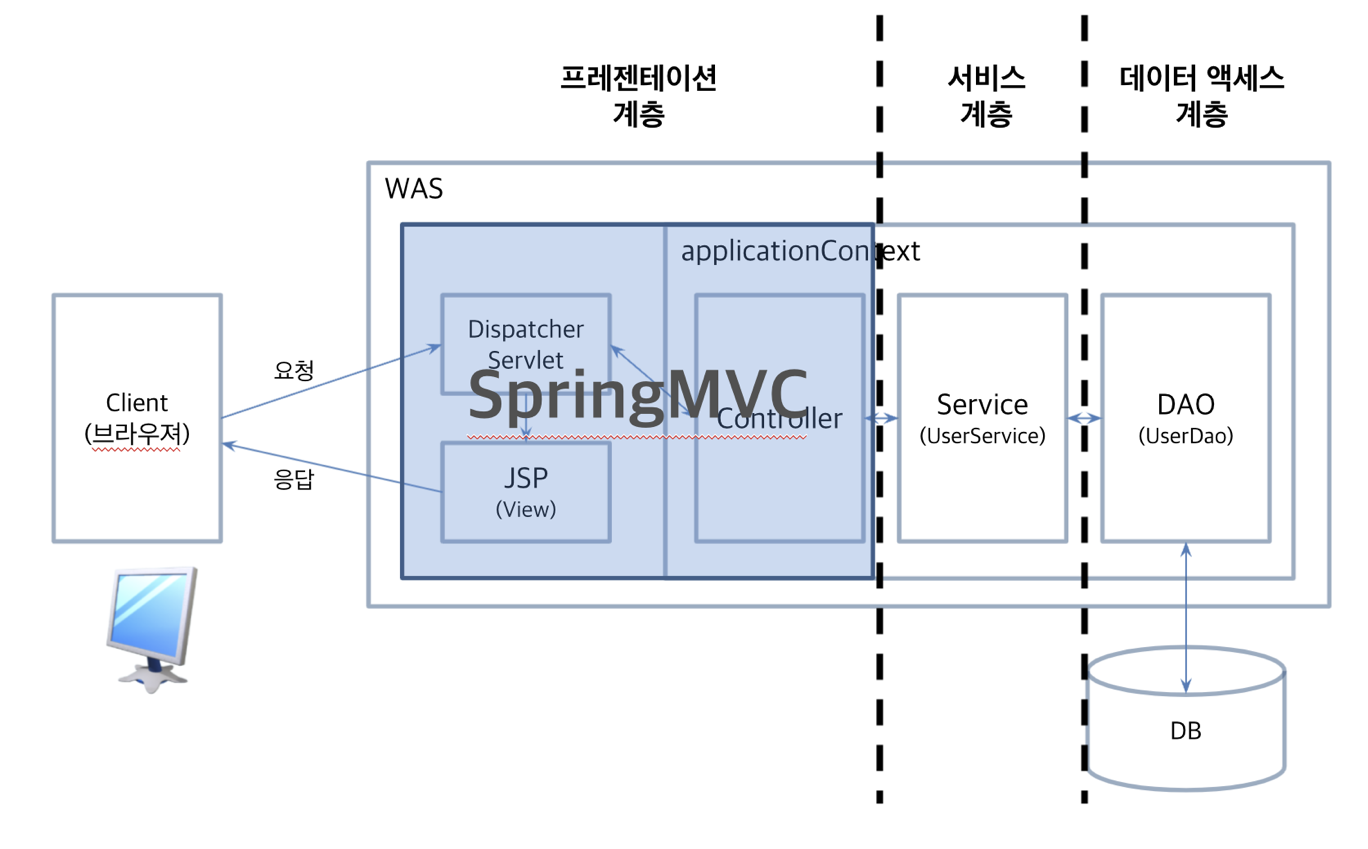 프레젠테이션
계층
서비스
계층
데이터 액세스
계층
WAS
applicationContext
Client
(브라우져)
요청
응답
Dispatcher
Servlet
SpringMVC
Controller
JSP
(View)
Service
(UserService)
DAO
(UserDao)
DB